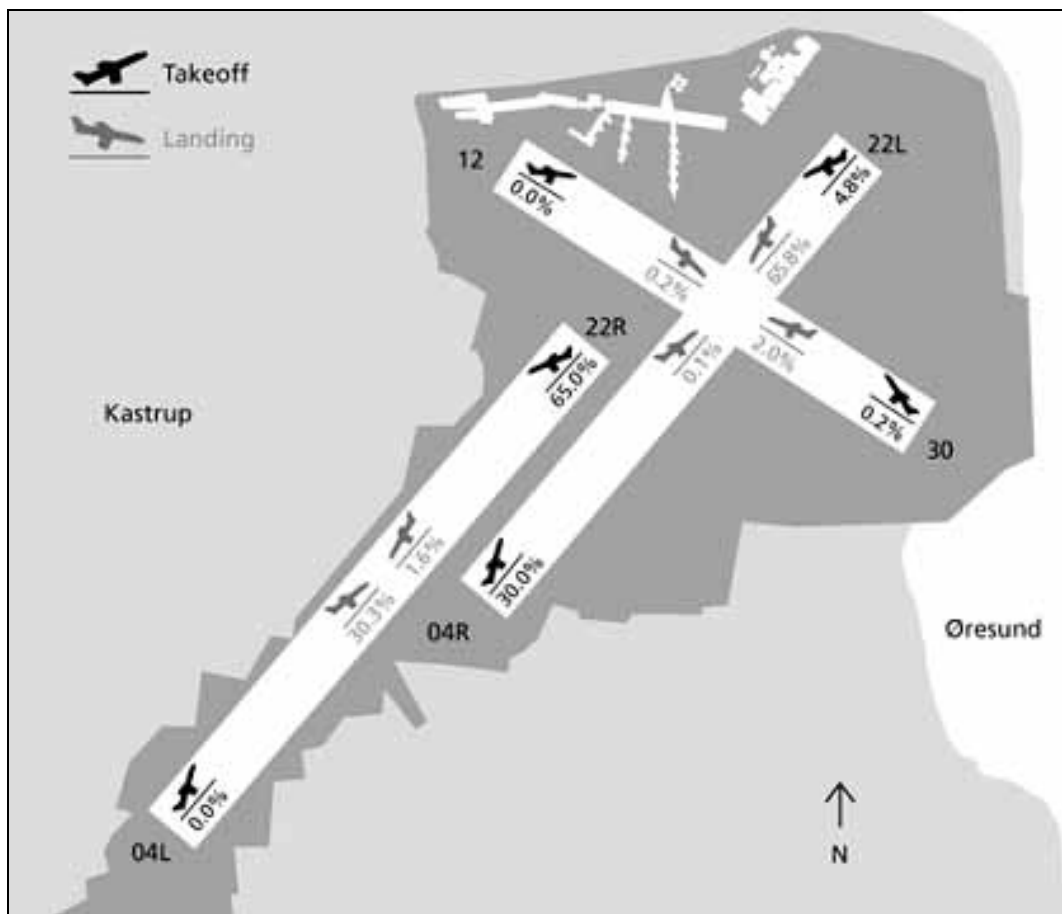 Takeoff
Landing
12
22L
0.0%
4.8%
0.2%
65.8%
22R
0.1%
2.0%
65.0%
0.2%
Kastrup
30
1.6%
30.3%
30.0%
04R
Øresund
0.0%
04L
N